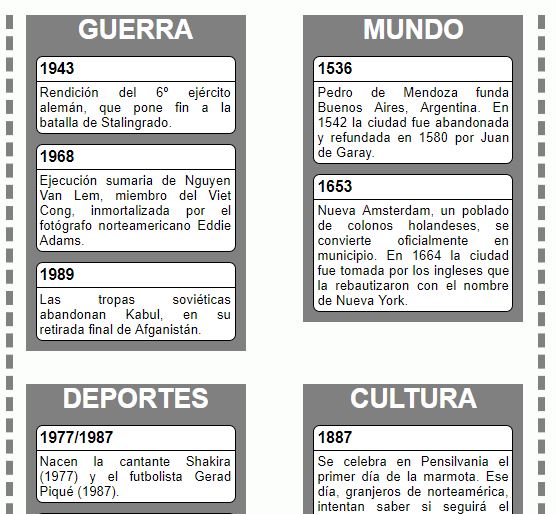 GUERRA
1943
Rendición del 6º ejército
alemán, que pone fin a la
batalla de Stalingrado.
1968
Ejecución sumaria de Nguyen
Van Lem, miembro del Viet
Cong, inmortalizada por el
fotógrafo norteamericano Eddie
Adams.
1989
Las tropas soviéticas
abandonan Kabul, en su
retirada final de Afganistán.
MUNDO
1536
Pedro de Mendoza funda
Buenos Aires, Argentina. En
1542 la ciudad fue abandonada
y refundada en 1580 por Juan
de Garay.
1653
Nueva Amsterdam, un poblado
de colonos holandeses, se
convierte oficialmente en
municipio. En 1664 la ciudad
fue tomada por los ingleses que
la rebautizaron con el nombre
de Nueva York.
DEPORTES
1977/1987
Nacen la cantante Shakira
(1977) y el futbolista Gerad
Piqué (1987).
CULTURA
1887
Se celebra en Pensilvania el
primer día de la marmota. Ese
día, granjeros de norteamérica,
intentan saber si seguirá el